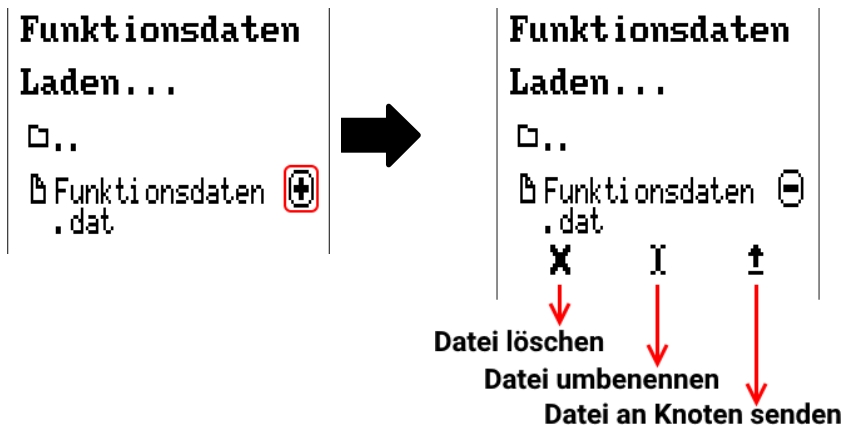 Funktionsdaten
Laden...
..
Funktionsdaten
.dat
Funktionsdaten
Laden...
..
Funktionsdaten
.dat
Datei löschen
Datei umbenennen
Datei an Knoten senden